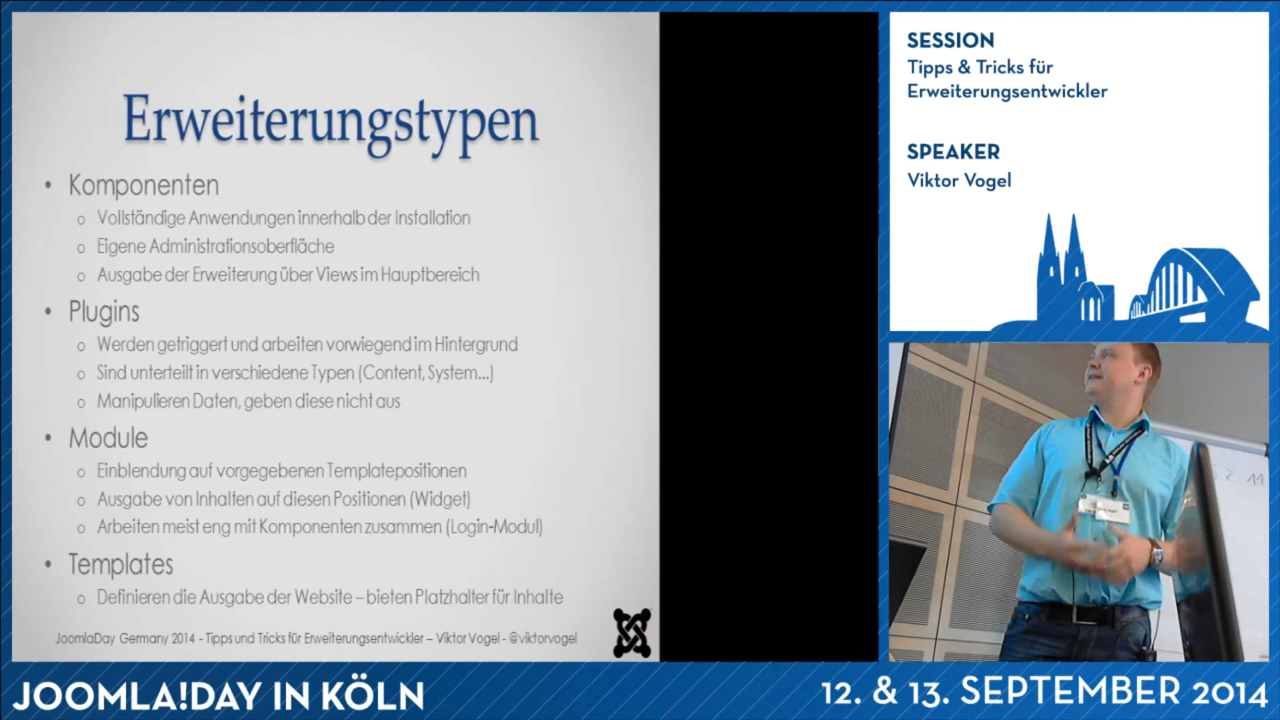 Erweiterungstypen
• Komponenten
o Vollständige Anwendungen innerhalb der Installation
o Eigene Administrationsoberfläche
o Ausgabe der Erweiterung über Views im Hauptbereich
• Plugins
o Werden getriggert und arbeiten vorwiegend im Hintergrund
o Sind unterteilt in verschiedene Typen (Content, System...)
o Manipulieren Daten, geben diese nicht aus
• Module
o Einblendung auf vorgegebenen Templatepositionen
o Ausgabe von Inhalten auf diesen Positionen (Widget)
o Arbeiten meist eng mit Komponenten zusammen (Login-Modul)
• Templates
o Definieren die Ausgabe der Website – bieten Platzhalter für Inhalte
JoomlaDay Germany 2014 - Tipps und Tricks für Erweiterungsentwickler – Viktor Vogel - @viktorvogel
SESSION
Tipps & Tricks für
Erweiterungsentwickler
SPEAKER
Viktor Vogel
JOOMLA!DAY IN KÖLN
12. & 13. SEPTEMBER 2014